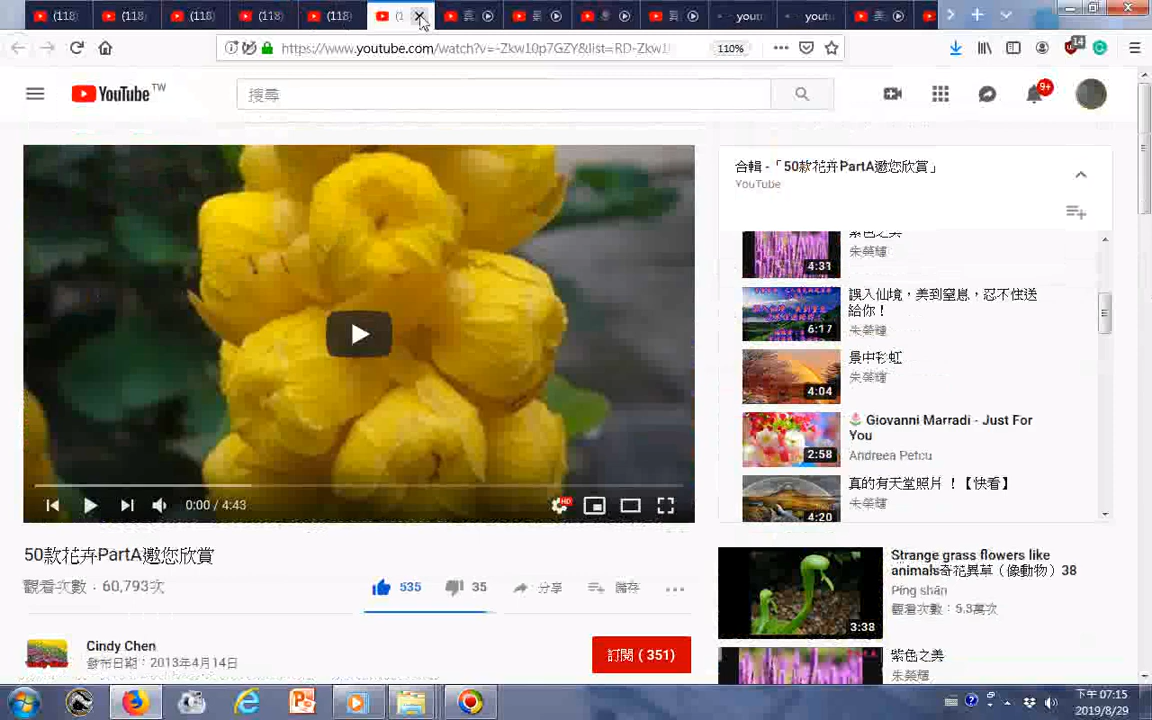 (118
(118
(118
(118
(118
(1
youtu
youtu
https://www.youtube.com/watch?v=-Zkw10p7GZY&list=RD-Zkw1
110%
14
YouTube TW
搜尋
9+
合輯 -「50款花卉PartA邀您欣賞」
YouTube
紫色之美
朱榮輝
4:31
誤入仙境，美到窒息，忍不住送
給你！
朱榮輝
6:17
景中彩虹
朱榮輝
4:04
Giovanni Marradi - Just For
You
Andreea Petcu
2:58
真的有天堂照片 ！【快看】
朱榮輝
4:20
0:00 / 4:43
HD
50款花卉PartA邀您欣賞
觀看次數：60,793次
535
35
分享
儲存
Cindy Chen
發布日期：2013年4月14日
訂閱 ( 351)
Strange grass flowers like
animals奇花異草（像動物）38
Ping shan
觀看次數：5.3萬次
3:38
紫色之美
朱榮輝
下午 07:15
2019/8/29